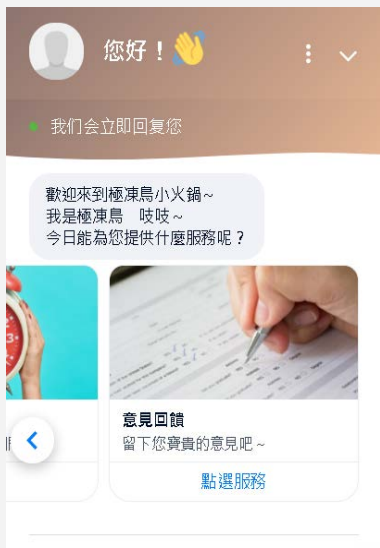 您好！👋
我们会立即回复您
歡迎來到極凍鳥小火鍋~
我是極凍鳥 吱吱~
今日能為您提供什麼服務呢？
意見回饋
留下您寶貴的意見吧~
點選服務